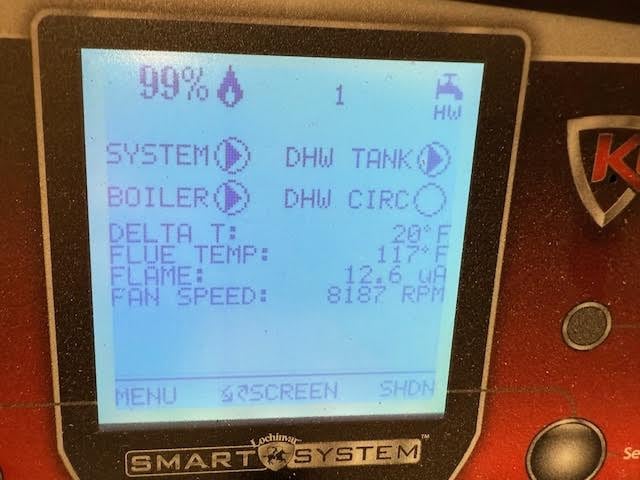 99% 1
HW
SYSTEM DHW TANK
BOILER DHW CIRC
DELTA T: 20°F
FLUE TEMP: 117°F
FLAME: 12.6 uA
FAN SPEED: 8187 RPM
MENU SCREEN SHDN
Lochinvar
SMART SYSTEM™